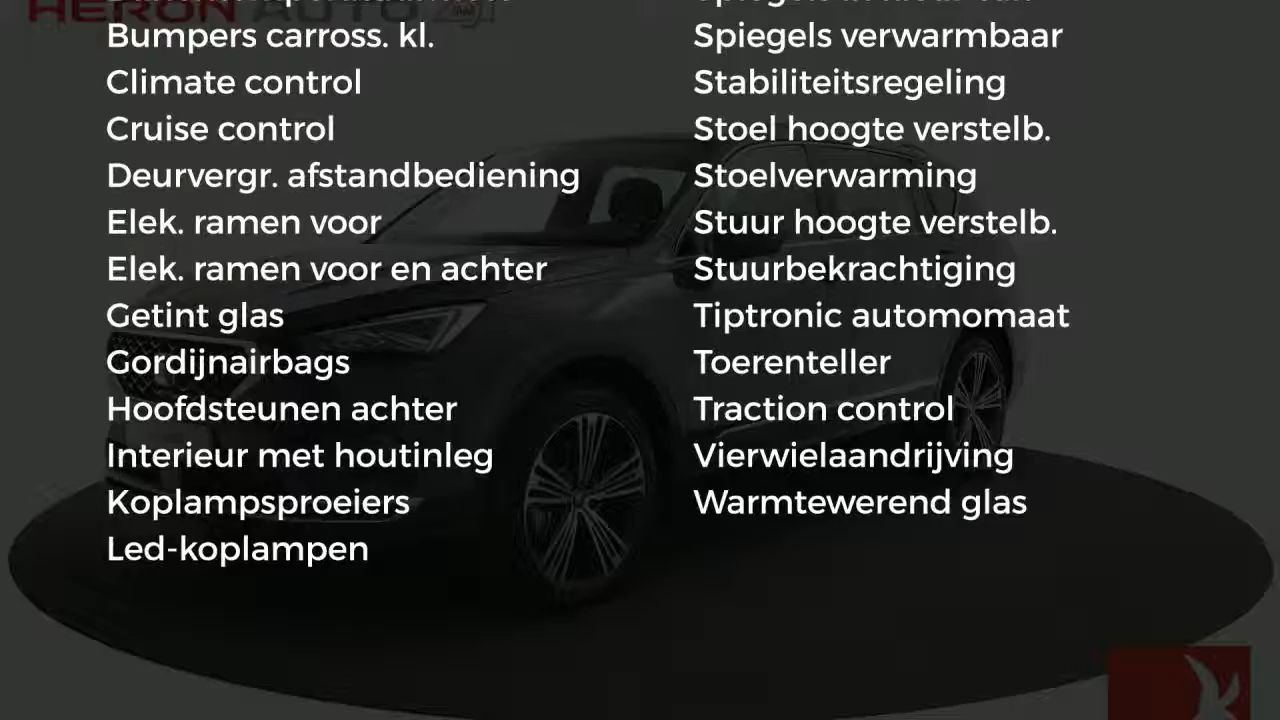 HERON AUTO
Bumpers carross. kl.
Climate control
Cruise control
Deurvergr. afstandbediening
Elek. ramen voor
Elek. ramen voor en achter
Getint glas
Gordijnairbags
Hoofdsteunen achter
Interieur met houtinleg
Koplampsproeiers
Led-koplampen
Spiegels verwarmbaar
Stabiliteitsregeling
Stoel hoogte verstelb.
Stoelverwarming
Stuur hoogte verstelb.
Stuurbekrachtiging
Tiptronic automomaat
Toerenteller
Traction control
Vierwielaandrijving
Warmtewerend glas